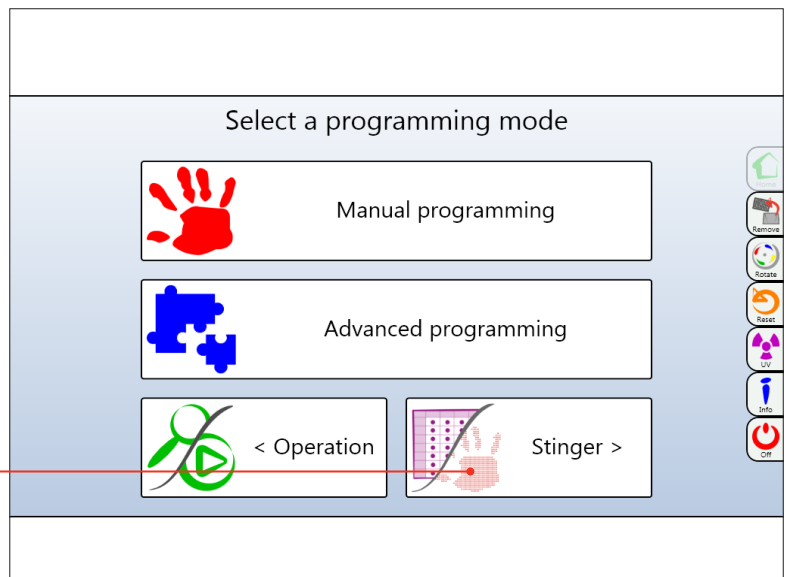 Select a programming mode
Manual programming
Advanced programming
< Operation
Stinger >
Remove
Rotate
Reset
UV
Info
Off